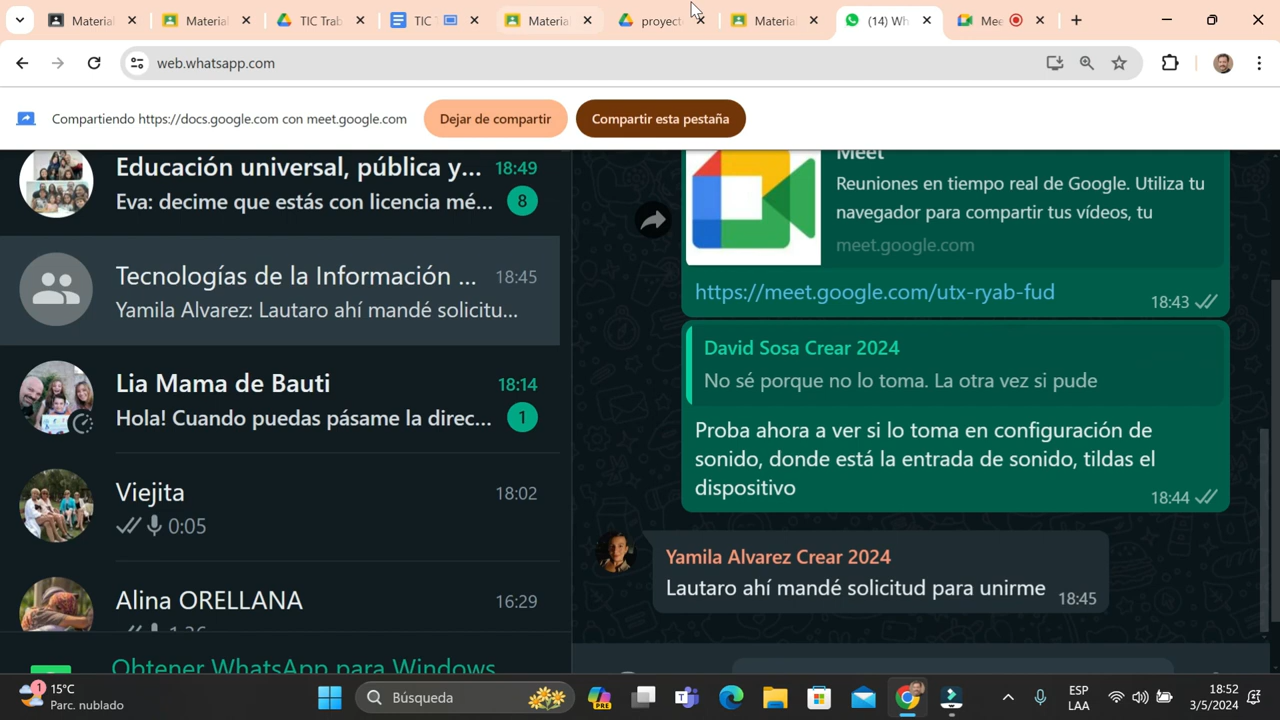 Material
Material
TIC Trab
TIC
Material
proyect
Material
(14) Wh
Mee
web.whatsapp.com
Compartiendo https://docs.google.com con meet.google.com
Dejar de compartir
Compartir esta pestaña
Educación universal, pública y...
18:49
Eva: decime que estás con licencia mé...
8
Tecnologías de la Información ...
18:45
Yamila Alvarez: Lautaro ahí mandé solicitu...
Lia Mama de Bauti
18:14
Hola! Cuando puedas pásame la direc...
1
Viejita
18:02
0:05
Alina ORELLANA
16:29
1:26
Obtener WhatsApp para Windows
Meet
Reuniones en tiempo real de Google. Utiliza tu
navegador para compartir tus vídeos, tu
meet.google.com
https://meet.google.com/utx-ryab-fud
18:43
David Sosa Crear 2024
No sé porque no lo toma. La otra vez si pude
Proba ahora a ver si lo toma en configuración de
sonido, donde está la entrada de sonido, tildas el
dispositivo
18:44
Yamila Alvarez Crear 2024
Lautaro ahí mandé solicitud para unirme
18:45
1
15°C
Parc. nublado
Búsqueda
PRE
ESP
LAA
18:52
3/5/2024